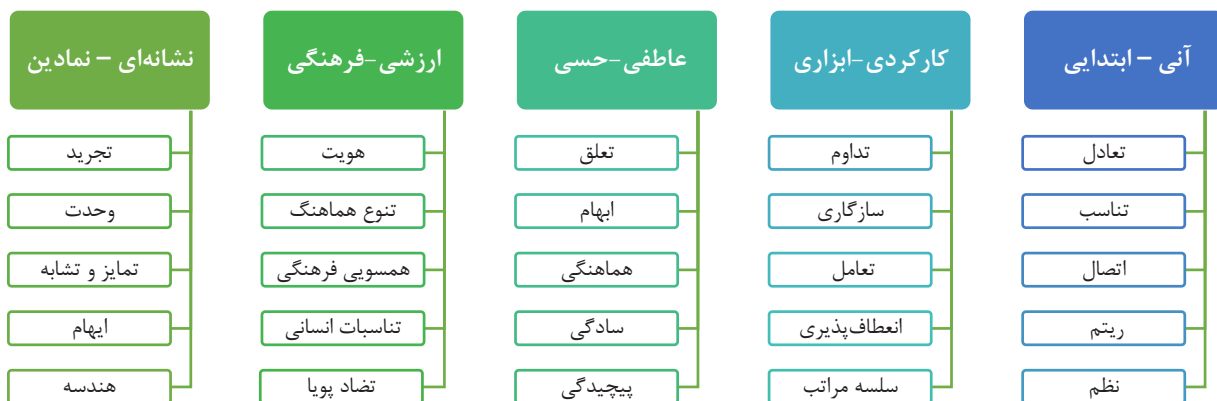 آنی – ابتدایی
تعادل
تناسب
اتصال
ریتم
نظم
کارکردی-ابزاری
تداوم
سازگاری
تعامل
انعطاف‌پذیری
سلسه مراتب
عاطفی-حسی
تعلق
ابهام
هماهنگی
سادگی
پیچیدگی
ارزشی-فرهنگی
هویت
تنوع هماهنگ
همسویی فرهنگی
تناسبات انسانی
تضاد پویا
نشانه‌ای – نمادین
تجرید
وحدت
تمایز و تشابه
ایهام
هندسه